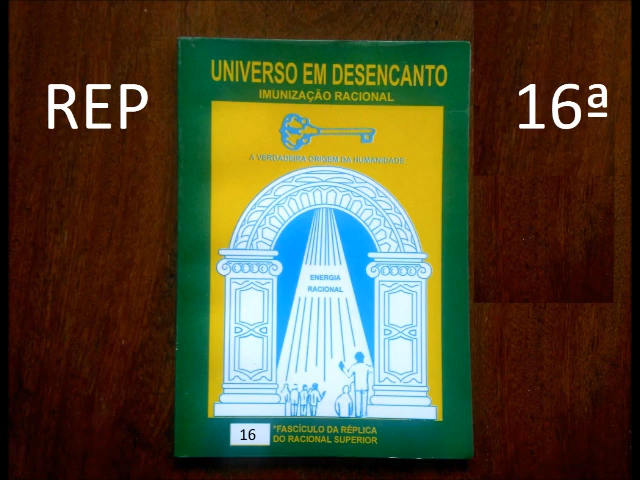 REP
16ª
UNIVERSO EM DESENCANTO
IMUNIZAÇÃO RACIONAL
A VERDADEIRA ORIGEM DA HUMANIDADE
ENERGIA
RACIONAL
16 °FASCÍCULO DA RÉPLICA
DO RACIONAL SUPERIOR